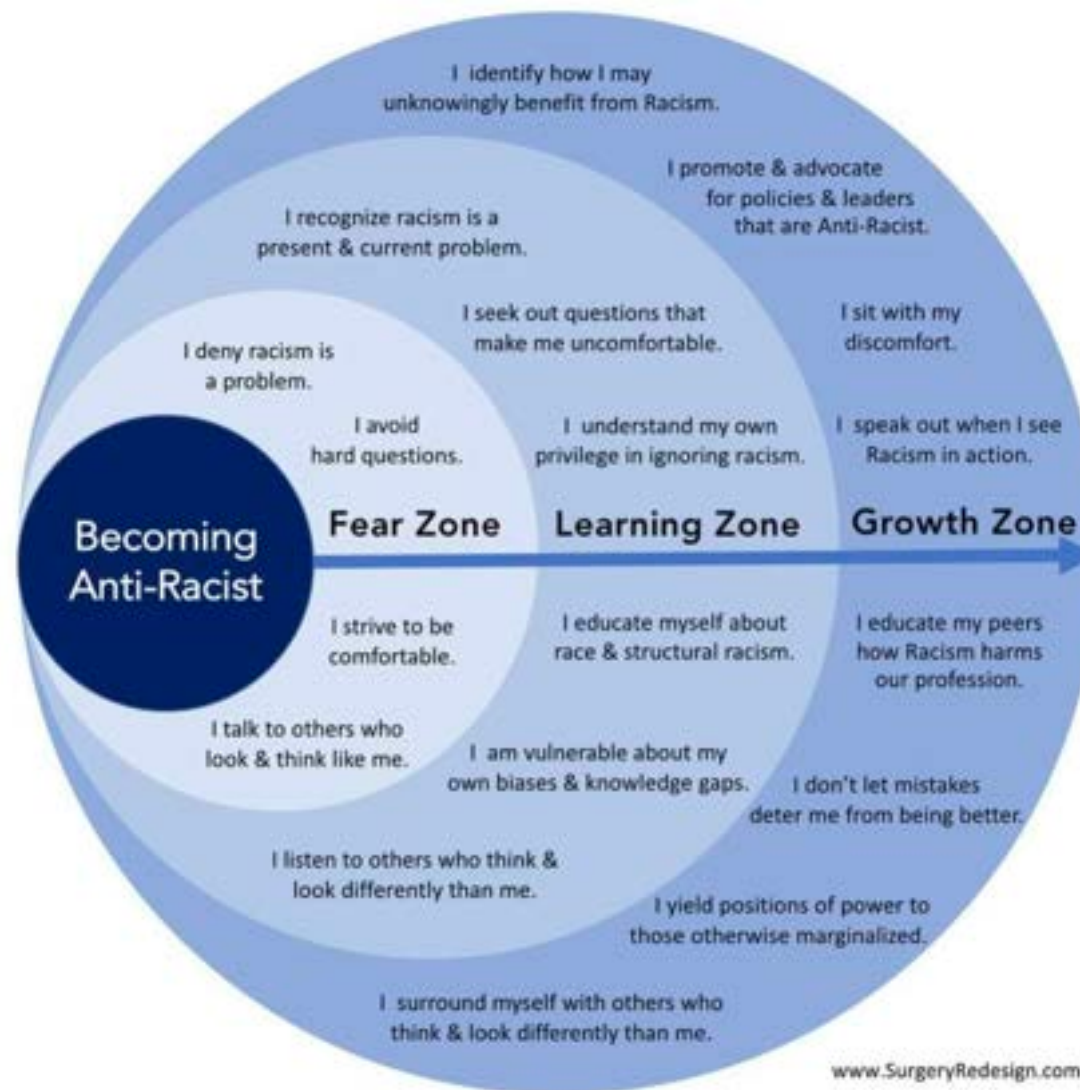 I identify how I may
unknowingly benefit from Racism.
I promote & advocate
for policies & leaders
that are Anti-Racist.
I recognize racism is a
present & current problem.
I seek out questions that
make me uncomfortable.
I sit with my
discomfort.
I deny racism is
a problem.
I avoid
hard questions.
I understand my own
privilege in ignoring racism.
I speak out when I see
Racism in action.
Becoming
Anti-Racist
Fear Zone
Learning Zone
Growth Zone
I strive to be
comfortable.
I educate myself about
race & structural racism.
I educate my peers
how Racism harms
our profession.
I talk to others who
look & think like me.
I am vulnerable about my
own biases & knowledge gaps.
I don't let mistakes
deter me from being better.
I listen to others who think &
look differently than me.
I yield positions of power to
those otherwise marginalized.
I surround myself with others who
think & look differently than me.
www.SurgeryRedesign.com